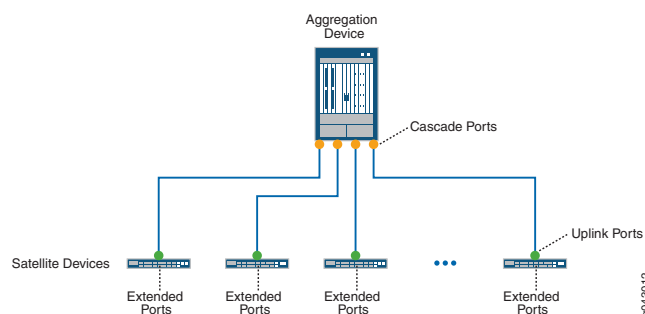 Aggregation
Device
Cascade Ports
Uplink Ports
Satellite Devices
Extended
Ports
Extended
Ports
Extended
Ports
Extended
Ports